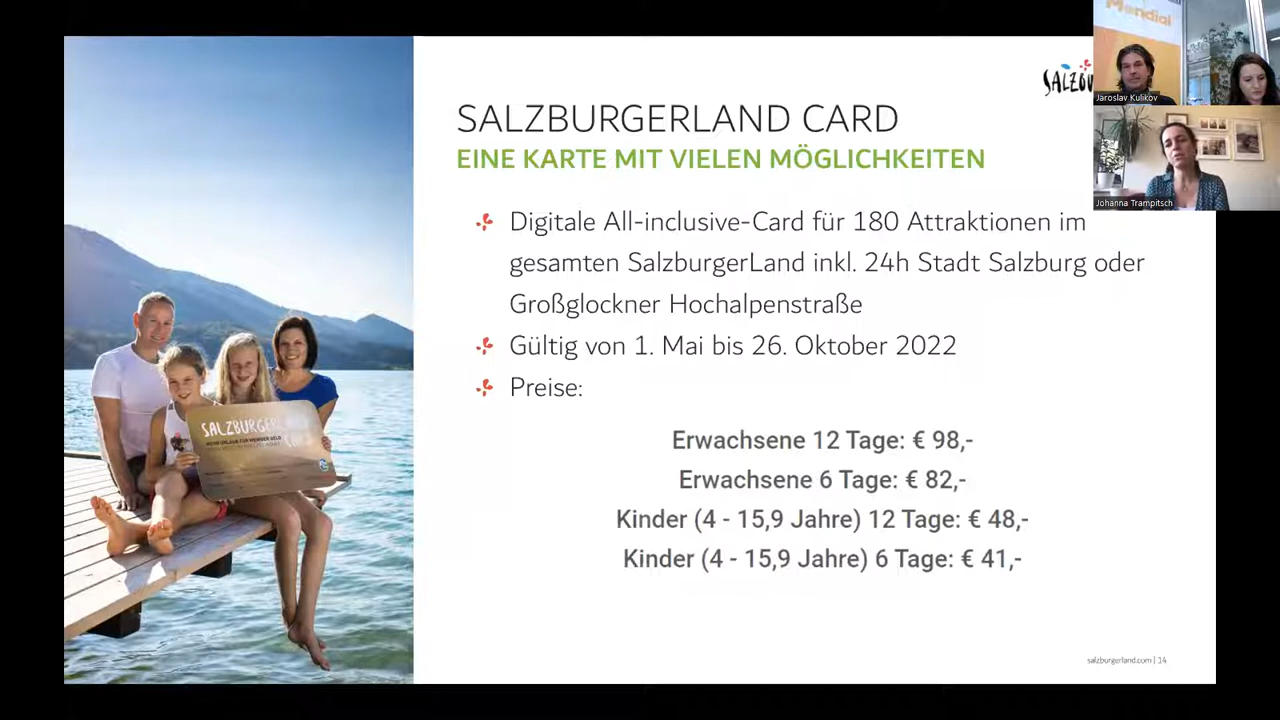 Mondial
Jaroslav Kulikov
Johanna Trampitsch
SALZBURGERLAND CARD
EINE KARTE MIT VIELEN MÖGLICHKEITEN
Digitale All-inclusive-Card für 180 Attraktionen im
gesamten SalzburgerLand inkl. 24h Stadt Salzburg oder
Großglockner Hochalpenstraße
Gültig von 1. Mai bis 26. Oktober 2022
Preise:
Erwachsene 12 Tage: € 98,-
Erwachsene 6 Tage: € 82,-
Kinder (4 - 15,9 Jahre) 12 Tage: € 48,-
Kinder (4 - 15,9 Jahre) 6 Tage: € 41,-
salzburgerland.com | 14